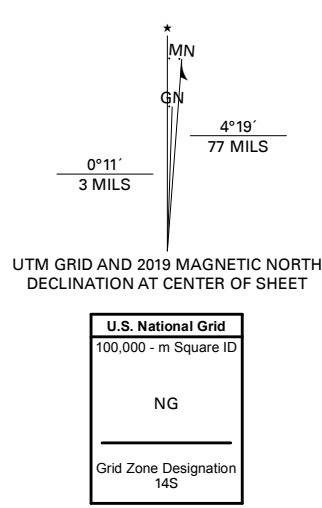 ★
MN
GN
4°19´
77 MILS
0°11´
3 MILS
UTM GRID AND 2019 MAGNETIC NORTH
DECLINATION AT CENTER OF SHEET
U.S. National Grid
100,000 - m Square ID
NG
Grid Zone Designation
14S